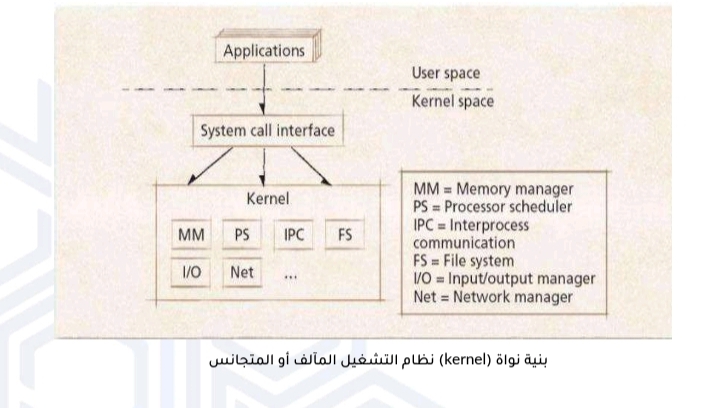 Applications
User space
Kernel space
System call interface
Kernel
MM PS IPC FS
I/O Net ...
MM = Memory manager
PS = Processor scheduler
IPC = Interprocess
communication
FS = File system
I/O = Input/output manager
Net = Network manager
بنية نواة (kernel) نظام التشغيل المآلف أو المتجانس